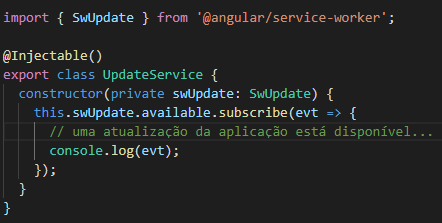 import { SwUpdate } from '@angular/service-worker';
@Injectable()
export class UpdateService {
constructor(private swUpdate: SwUpdate) {
this.swUpdate.available.subscribe(evt => {
// uma atualização da aplicação está disponível...
console.log(evt);
});
}
}